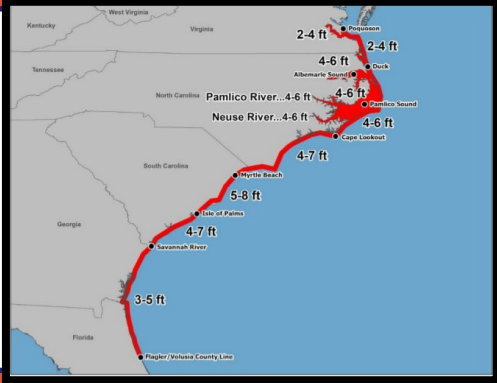 West Virginia
Kentucky
Virginia
2-4 ft
Poquoson
2-4 ft
4-6 ft
Tennessee
Duck
Albemarle Sound
4-6 ft
North Carolina
Pamlico River...4-6 ft
Pamlico Sound
Neuse River...4-6 ft
4-6 ft
Cape Lookout
4-7 ft
South Carolina
Myrtle Beach
5-8 ft
Isle of Palms
Georgia
4-7 ft
Savannah River
3-5 ft
Florida
Flagler/Volusia County Line